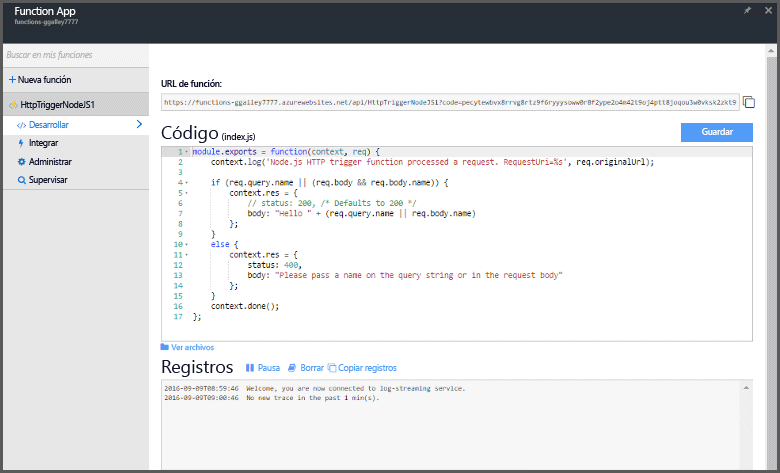 Function App
functions-ggailey7777
Buscar en mis funciones
+ Nueva función
HttpTriggerNodeJS1
</> Desarrollar
Integrar
Administrar
Supervisar
URL de función:
https://functions-ggailey7777.azurewebsites.net/api/HttpTriggerNodeJS1?code=pecytewbvx8rrvg8rtz9f6ryyysoww0r8f2ype2o4m42t9oj4ptt8joqou3w0vksk2zkt9
Código (index.js)
Guardar
1 module.exports = function(context, req) {
2 context.log('Node.js HTTP trigger function processed a request. RequestUri=%s', req.originalUrl);
3
4 if (req.query.name || (req.body && req.body.name)) {
5 context.res = {
6 // status: 200, /* Defaults to 200 */
7 body: "Hello " + (req.query.name || req.body.name)
8 };
9 }
10 else {
11 context.res = {
12 status: 400,
13 body: "Please pass a name on the query string or in the request body"
14 };
15 }
16 context.done();
17 };
Ver archivos
Registros Pausa Borrar Copiar registros
2016-09-09T08:59:46 Welcome, you are now connected to log-streaming service.
2016-09-09T09:00:46 No new trace in the past 1 min(s).